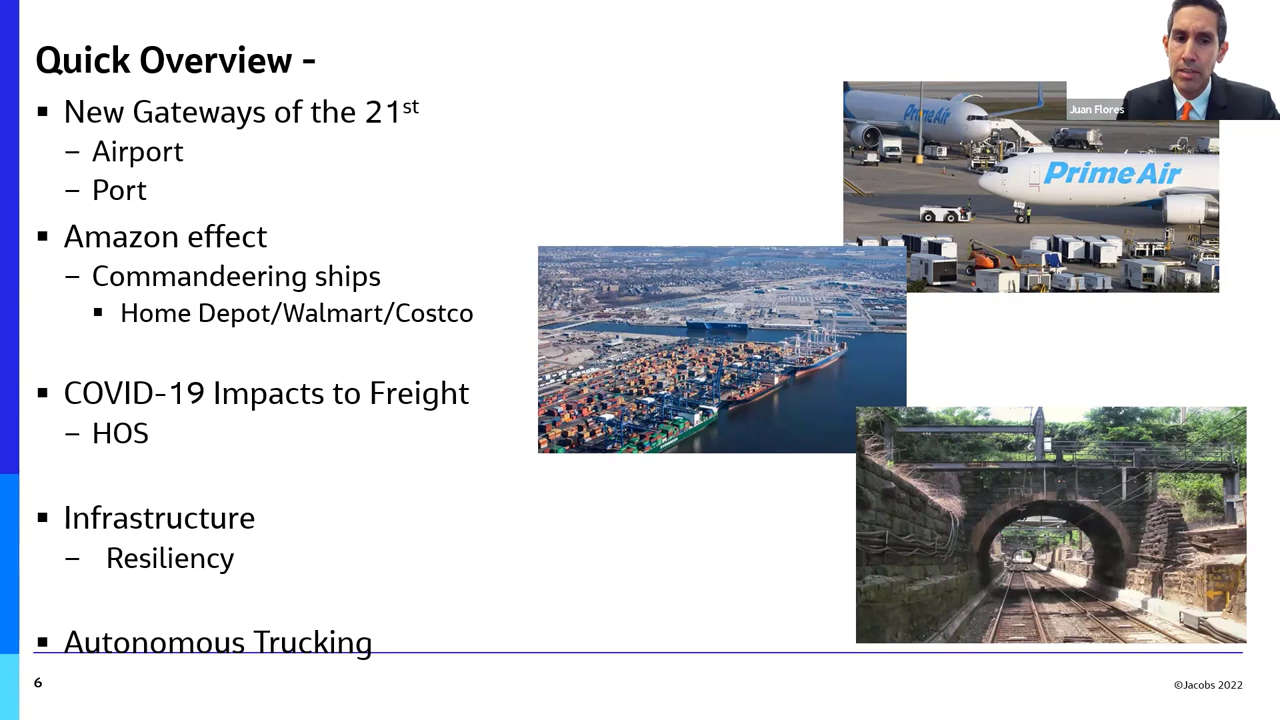 Quick Overview -
▪ New Gateways of the 21st
– Airport
– Port
▪ Amazon effect
– Commandeering ships
▪ Home Depot/Walmart/Costco
▪ COVID-19 Impacts to Freight
– HOS
▪ Infrastructure
– Resiliency
▪ Autonomous Trucking
6
©Jacobs 2022
Juan Flores
Prime Air
Prime Air